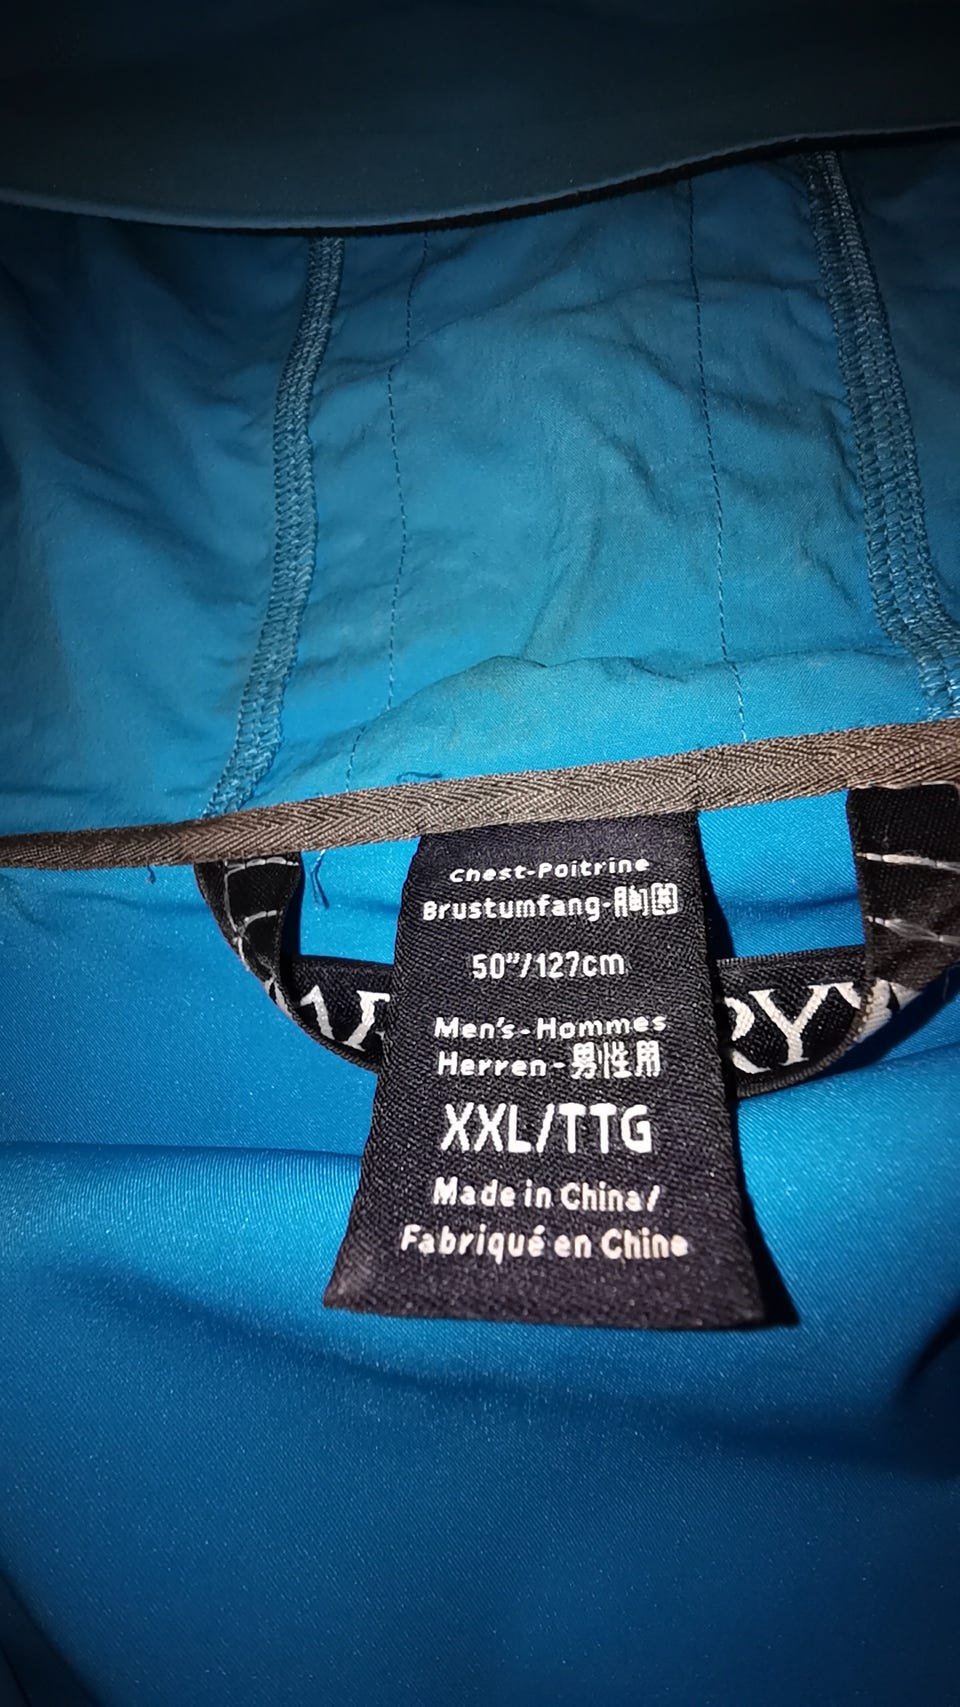 Chest-Poitrine
Brustumfang-胸囲
50"/127cm
Men's-Hommes
Herren-男性用
XXL/TTG
Made in China/
Fabriqué en Chine